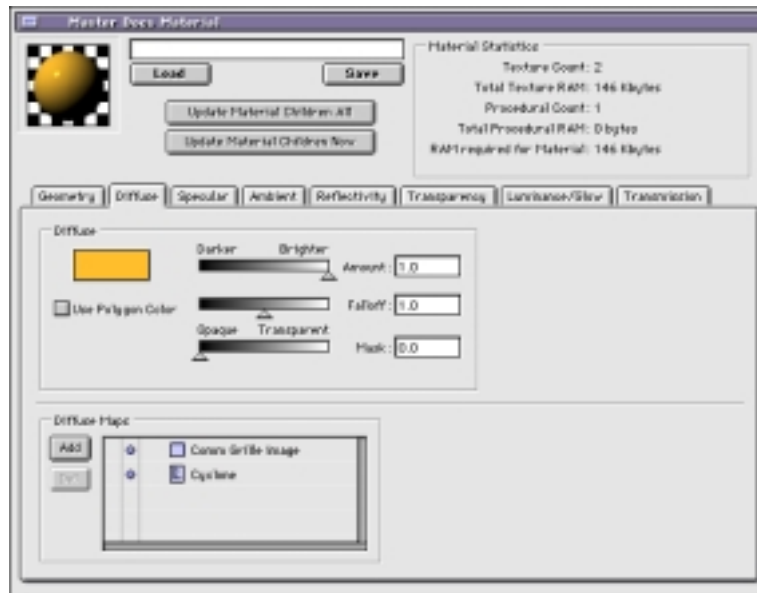 Master Docs Material
Load
Save
Update Material Children All
Update Material Children Now
Material Statistics
Texture Count: 2
Total Texture RAM: 146 Kbytes
Procedural Count: 1
Total Procedural RAM: 0 bytes
RAM required for Material: 146 Kbytes
Geometry
Diffuse
Specular
Ambient
Reflectivity
Transparency
Luminance/Glow
Transmission
Diffuse
Darker
Brighter
Amount: 1.0
Use Polygon Color
Falloff: 1.0
Opaque
Transparent
Mask: 0.0
Diffuse Maps
Add
Del
Comm Grille Image
Cyclone